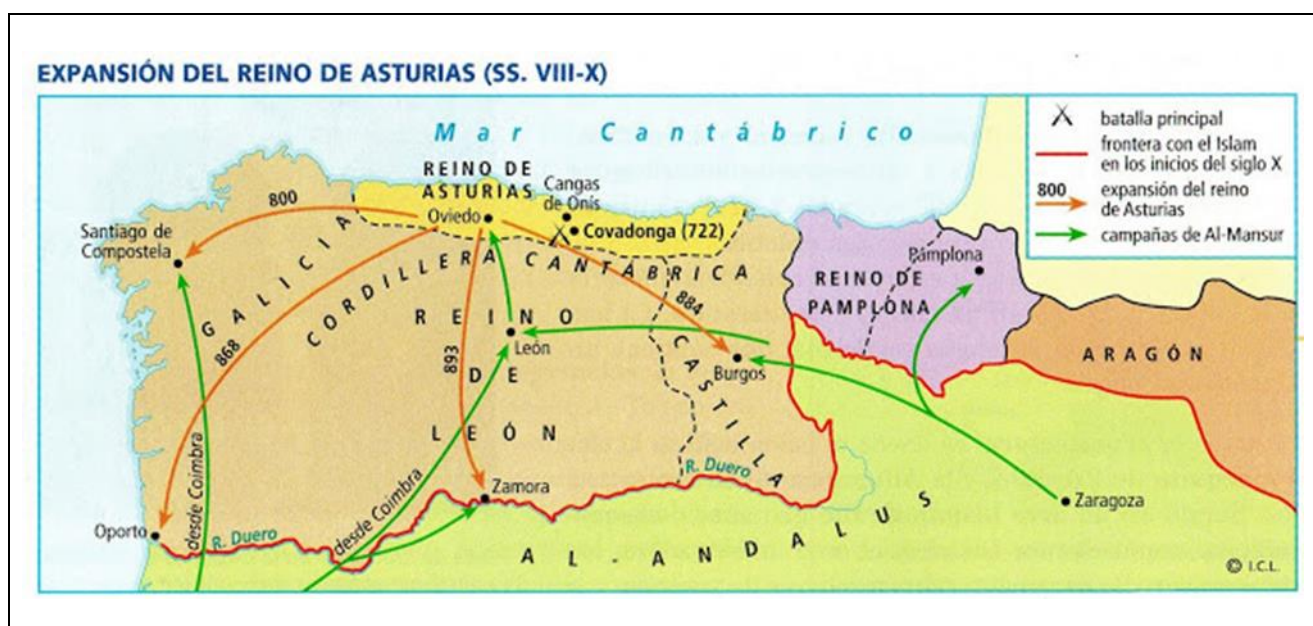 EXPANSIÓN DEL REINO DE ASTURIAS (SS. VIII-X)
Mar Cantábrico
batalla principal
frontera con el Islam
en los inicios del siglo X
800 expansión del reino
de Asturias
campañas de Al-Mansur
REINO DE
ASTURIAS
Cangas
de Onís
Oviedo
Covadonga (722)
800
Santiago de
Compostela
GALICIA
CORDILLERA CANTÁBRICA
Pamplona
REINO DE
PAMPLONA
ARAGÓN
868
893
884
REINO
DE
LEÓN
León
Burgos
CASTILLA
desde Coimbra
desde Coimbra
Zamora
R. Duero
Zaragoza
Oporto
R. Duero
AL-ANDALUS
© I.C.L.